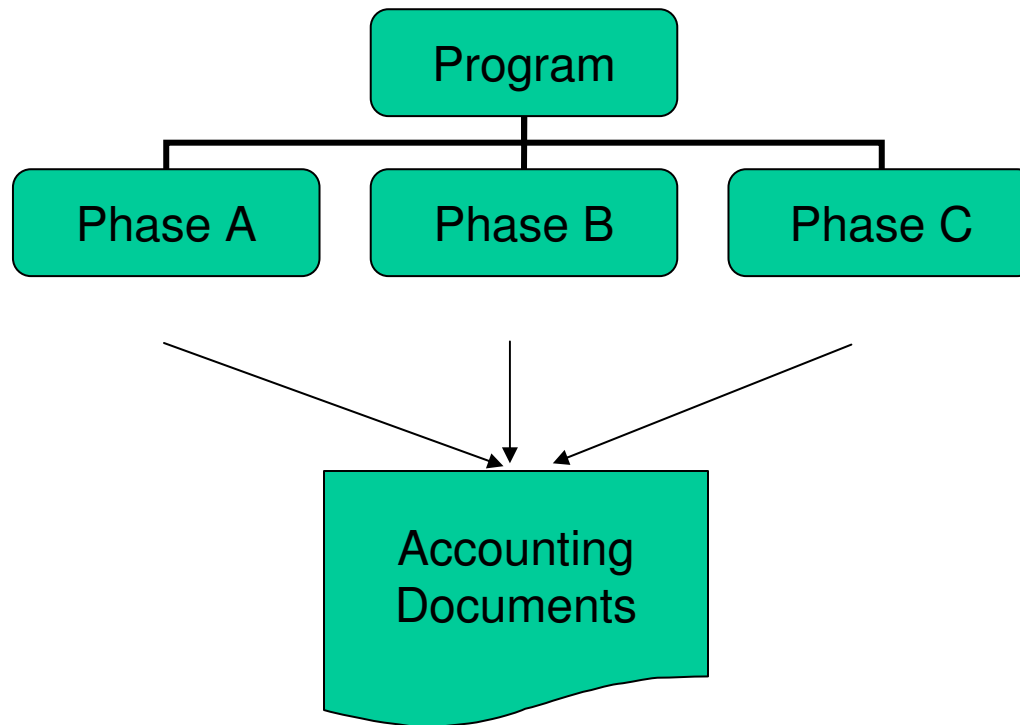 Program
Phase A
Phase B
Phase C
Accounting
Documents